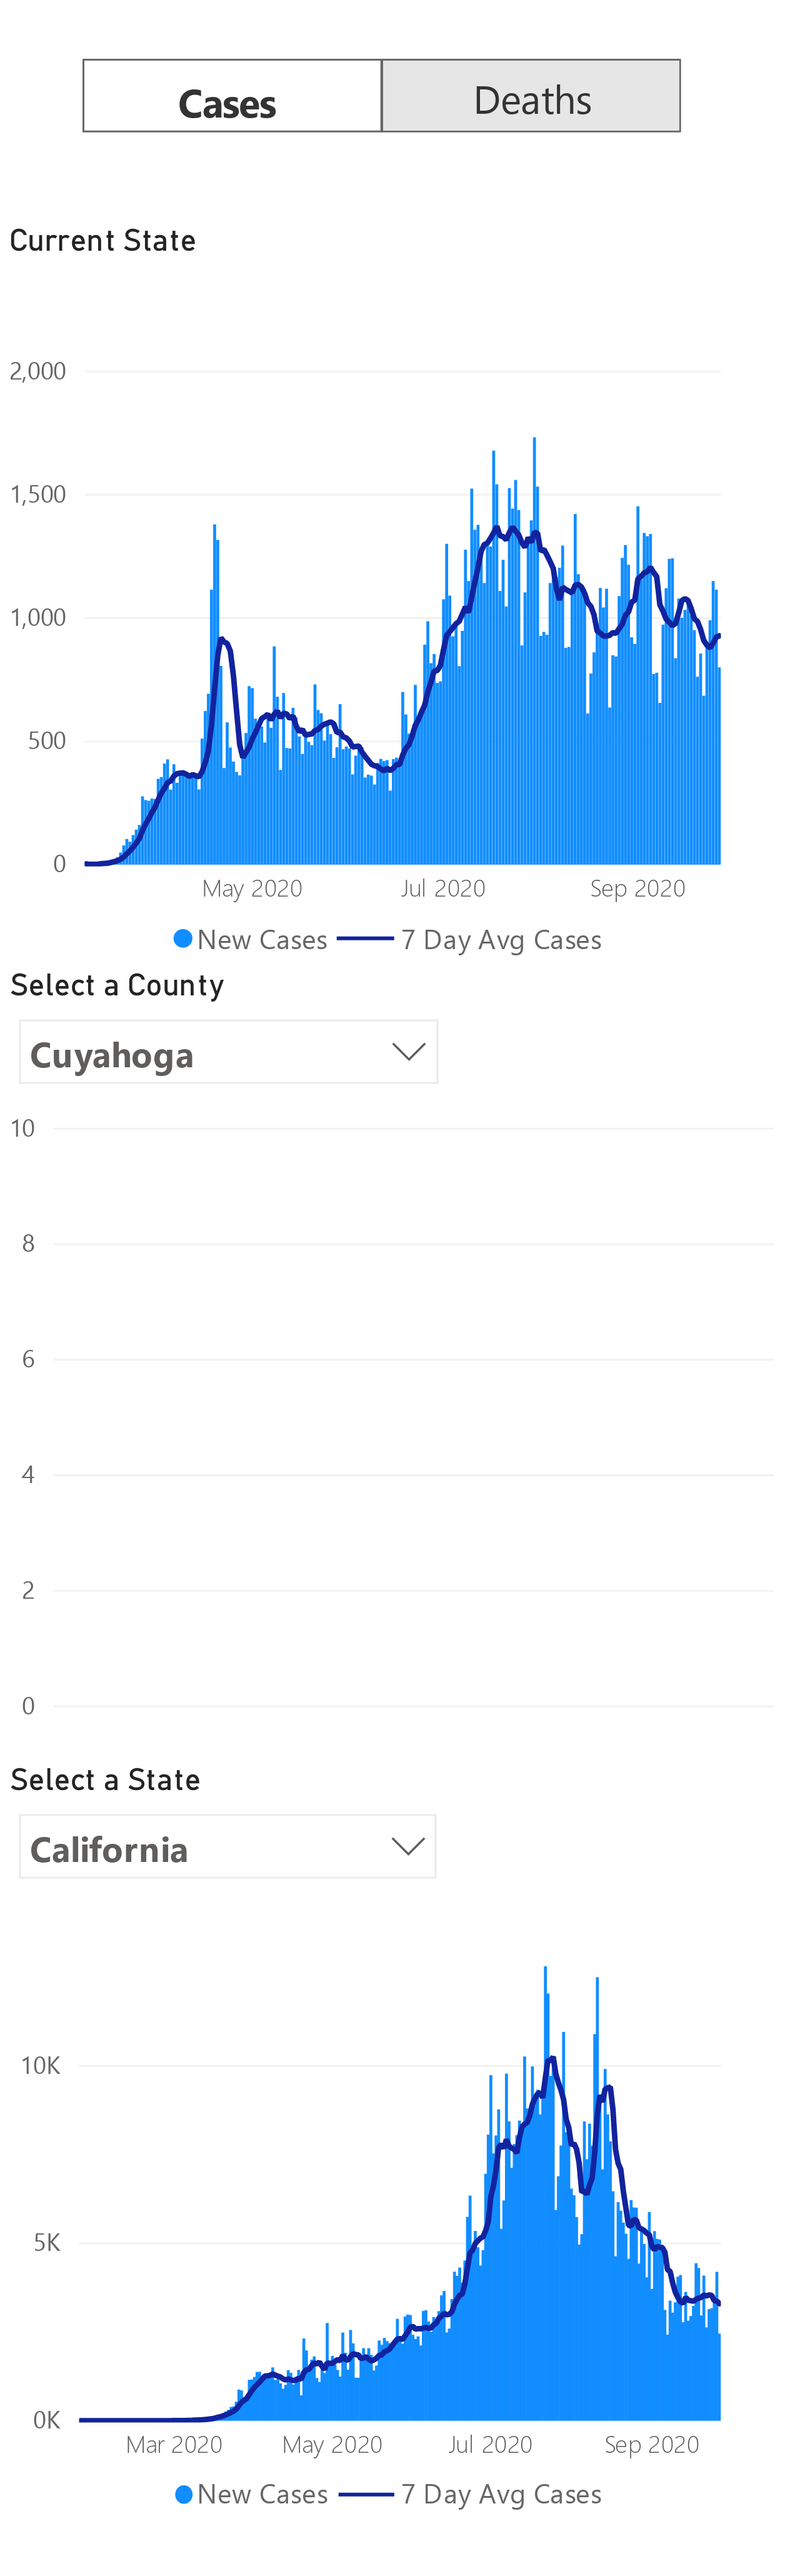 Cases Deaths
Current State
2,000
1,500
1,000
500
0
May 2020 Jul 2020 Sep 2020
New Cases 7 Day Avg Cases
Select a County
Cuyahoga
10
8
6
4
2
0
Select a State
California
10K
5K
0K
Mar 2020 May 2020 Jul 2020 Sep 2020
New Cases 7 Day Avg Cases